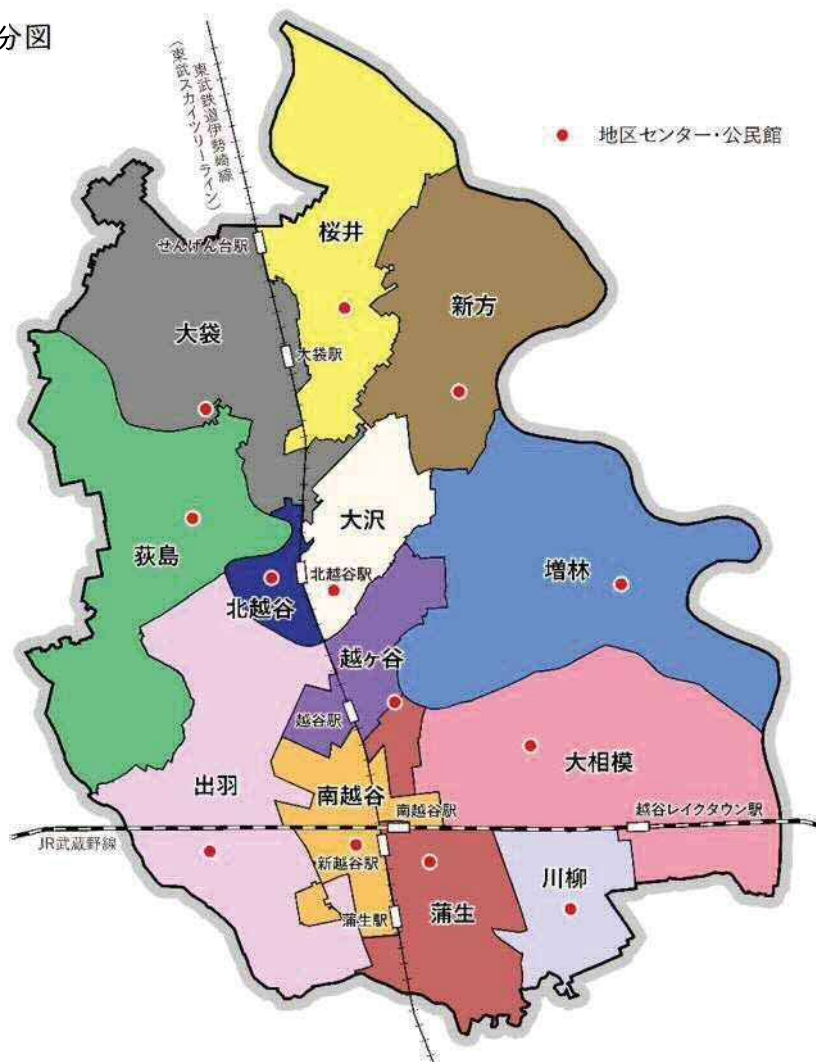 分図
東武鉄道伊勢崎線
（東武スカイツリーライン）
地区センター・公民館
桜井
せんげん台駅
新方
大袋
大袋駅
大沢
荻島
増林
北越谷駅
北越谷
越ヶ谷
越谷駅
大相模
出羽
南越谷
南越谷駅
越谷レイクタウン駅
JR武蔵野線
新越谷駅
川柳
蒲生駅
蒲生